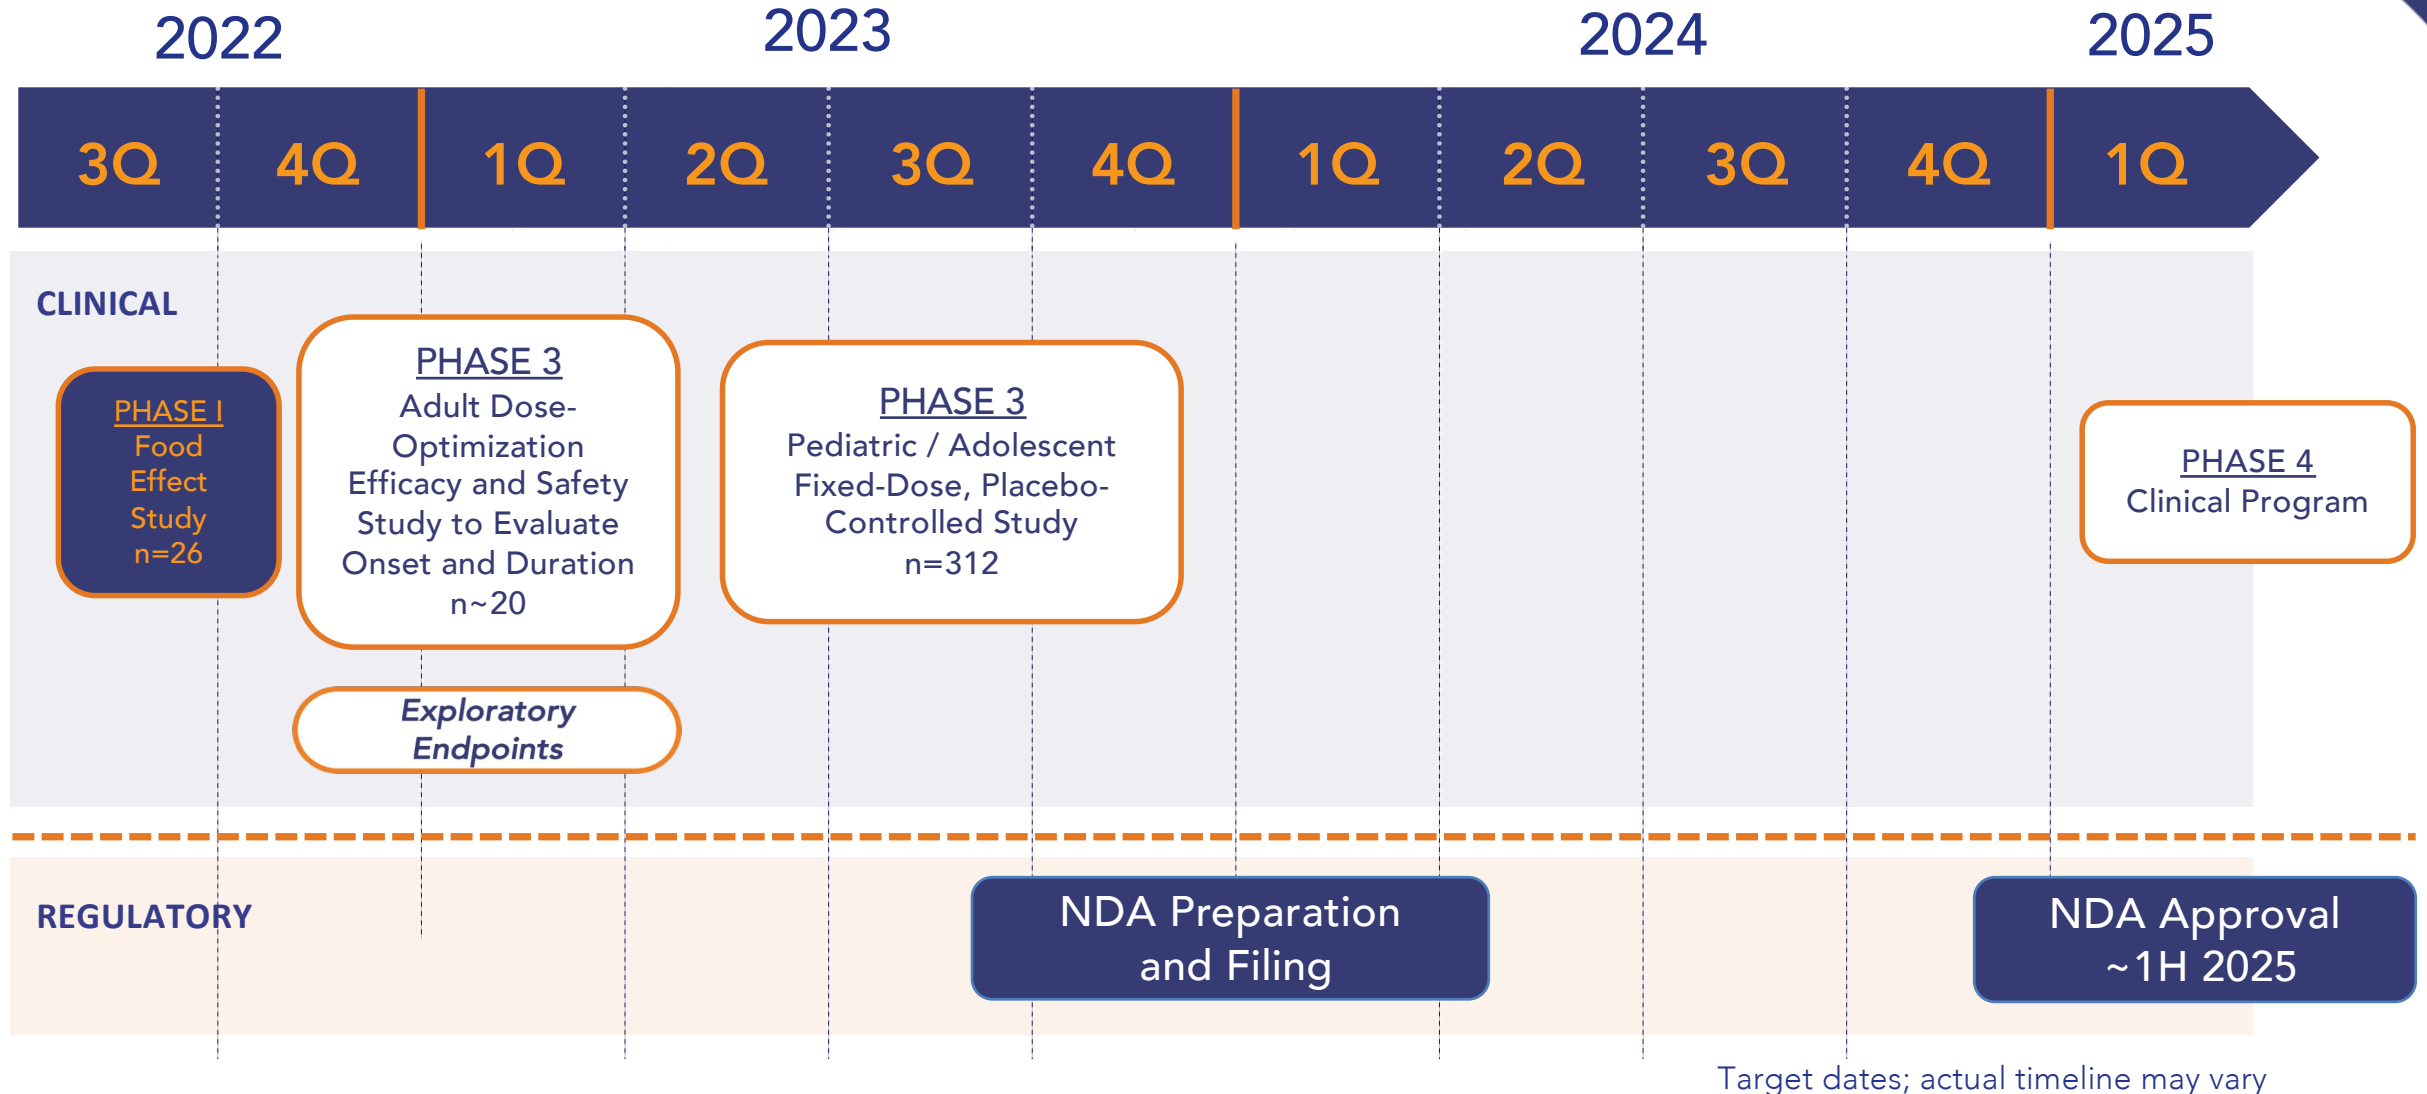 2022
2023
2024
2025
3Q
4Q
1Q
2Q
3Q
4Q
1Q
2Q
3Q
4Q
1Q
CLINICAL
PHASE I
Food
Effect
Study
n=26
PHASE 3
Adult Dose-
Optimization
Efficacy and Safety
Study to Evaluate
Onset and Duration
n~20
Exploratory
Endpoints
PHASE 3
Pediatric / Adolescent
Fixed-Dose, Placebo-
Controlled Study
n=312
PHASE 4
Clinical Program
REGULATORY
NDA Preparation
and Filing
NDA Approval
~1H 2025
Target dates; actual timeline may vary